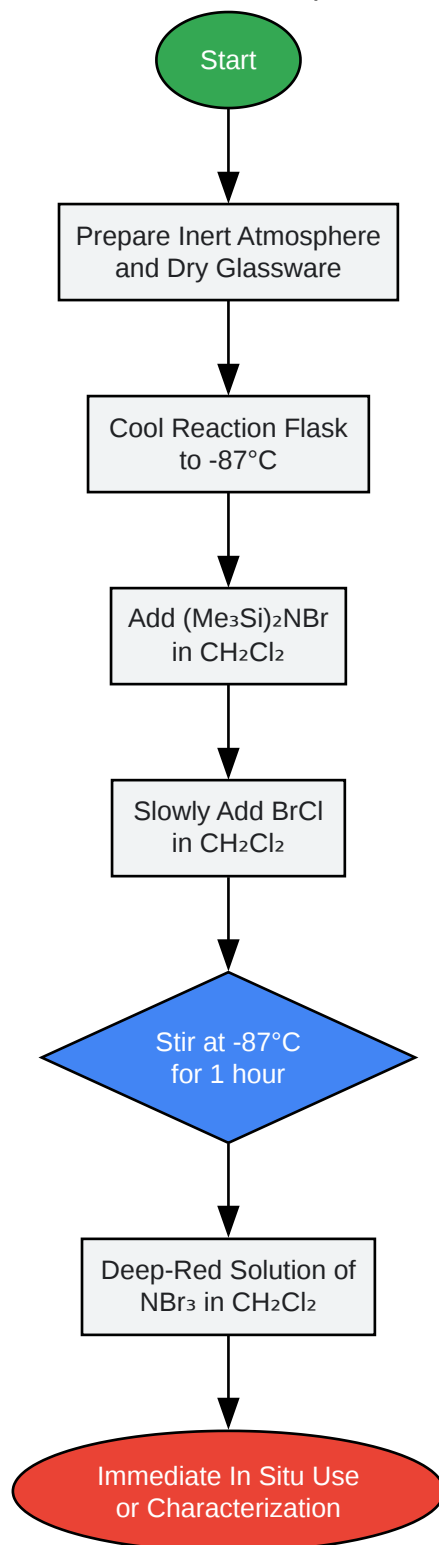 Start
Prepare Inert Atmosphere
and Dry Glassware
Cool Reaction Flask
to -87°C
Add (Me₃Si)₂NBr
in CH₂Cl₂
Slowly Add BrCl
in CH₂Cl₂
Stir at -87°C
for 1 hour
Deep-Red Solution of
NBr₃ in CH₂Cl₂
Immediate In Situ Use
or Characterization